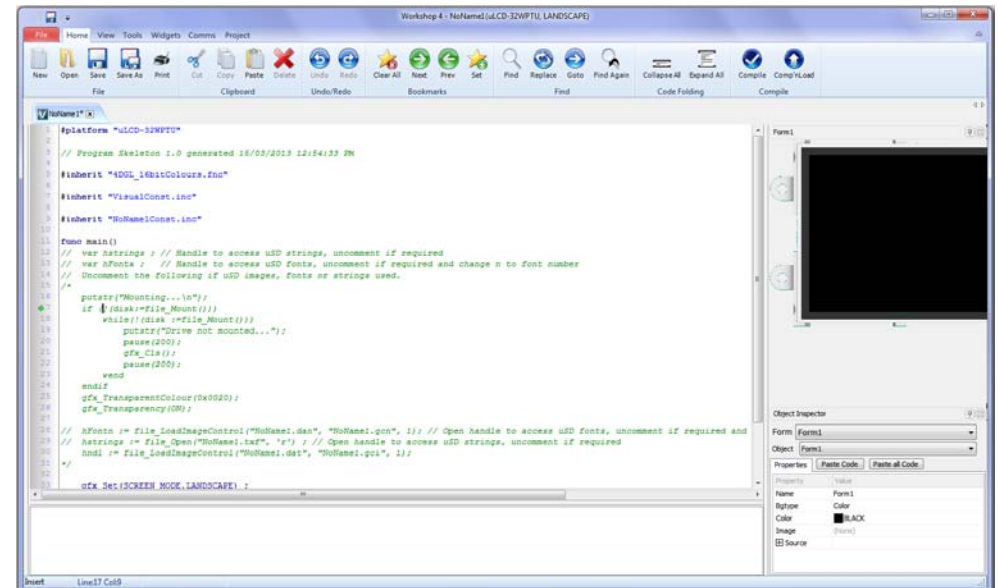 Workshop 4 - NoName1(uLCD-32WPTU, LANDSCAPE)
File Home View Tools Widgets Comms Project
New Open Save Save As Print Cut Copy Paste Delete Undo Redo Clear All Next Prev Set Find Replace Goto Find Again Collapse All Expand All Compile Comp'nLoad
File Clipboard Undo/Redo Bookmarks Find Code Folding Compile
NoName1*
#platform "uLCD-32WPTU"
// Program Skeleton 1.0 generated 16/03/2013 12:54:33 PM
#inherit "4DGL_16bitColours.fnc"
#inherit "VisualConst.inc"
#inherit "NoName1Const.inc"
func main()
// var hstrings ; // Handle to access uSD strings, uncomment if required
// var hFontx ; // Handle to access uSD fonts, uncomment if required and change n to font number
// Uncomment the following if uSD images, fonts or strings used.
/*
putstr("Mounting...\n");
if (!(disk:=file_Mount()))
while(!(disk :=file_Mount()))
putstr("Drive not mounted...");
pause(200);
gfx_Cls();
pause(200);
wend
endif
gfx_TransparentColour(0x0020);
gfx_Transparency(ON);
// hFontn := file_LoadImageControl("NoName1.dan", "NoName1.gcn", 1); // Open handle to access uSD fonts, uncomment if required and
// hstrings := file_Open("NoName1.txf", 'r') ; // Open handle to access uSD strings, uncomment if required
hndl := file_LoadImageControl("NoName1.dat", "NoName1.gci", 1);
*/
gfx_Set(SCREEN_MODE,LANDSCAPE) ;
Form1
Object Inspector
Form Form1
Object Form1
Properties Paste Code Paste all Code
Property Value
Name Form1
Bgtype Color
Color BLACK
Image (None)
Source
Insert Line:17 Col:9